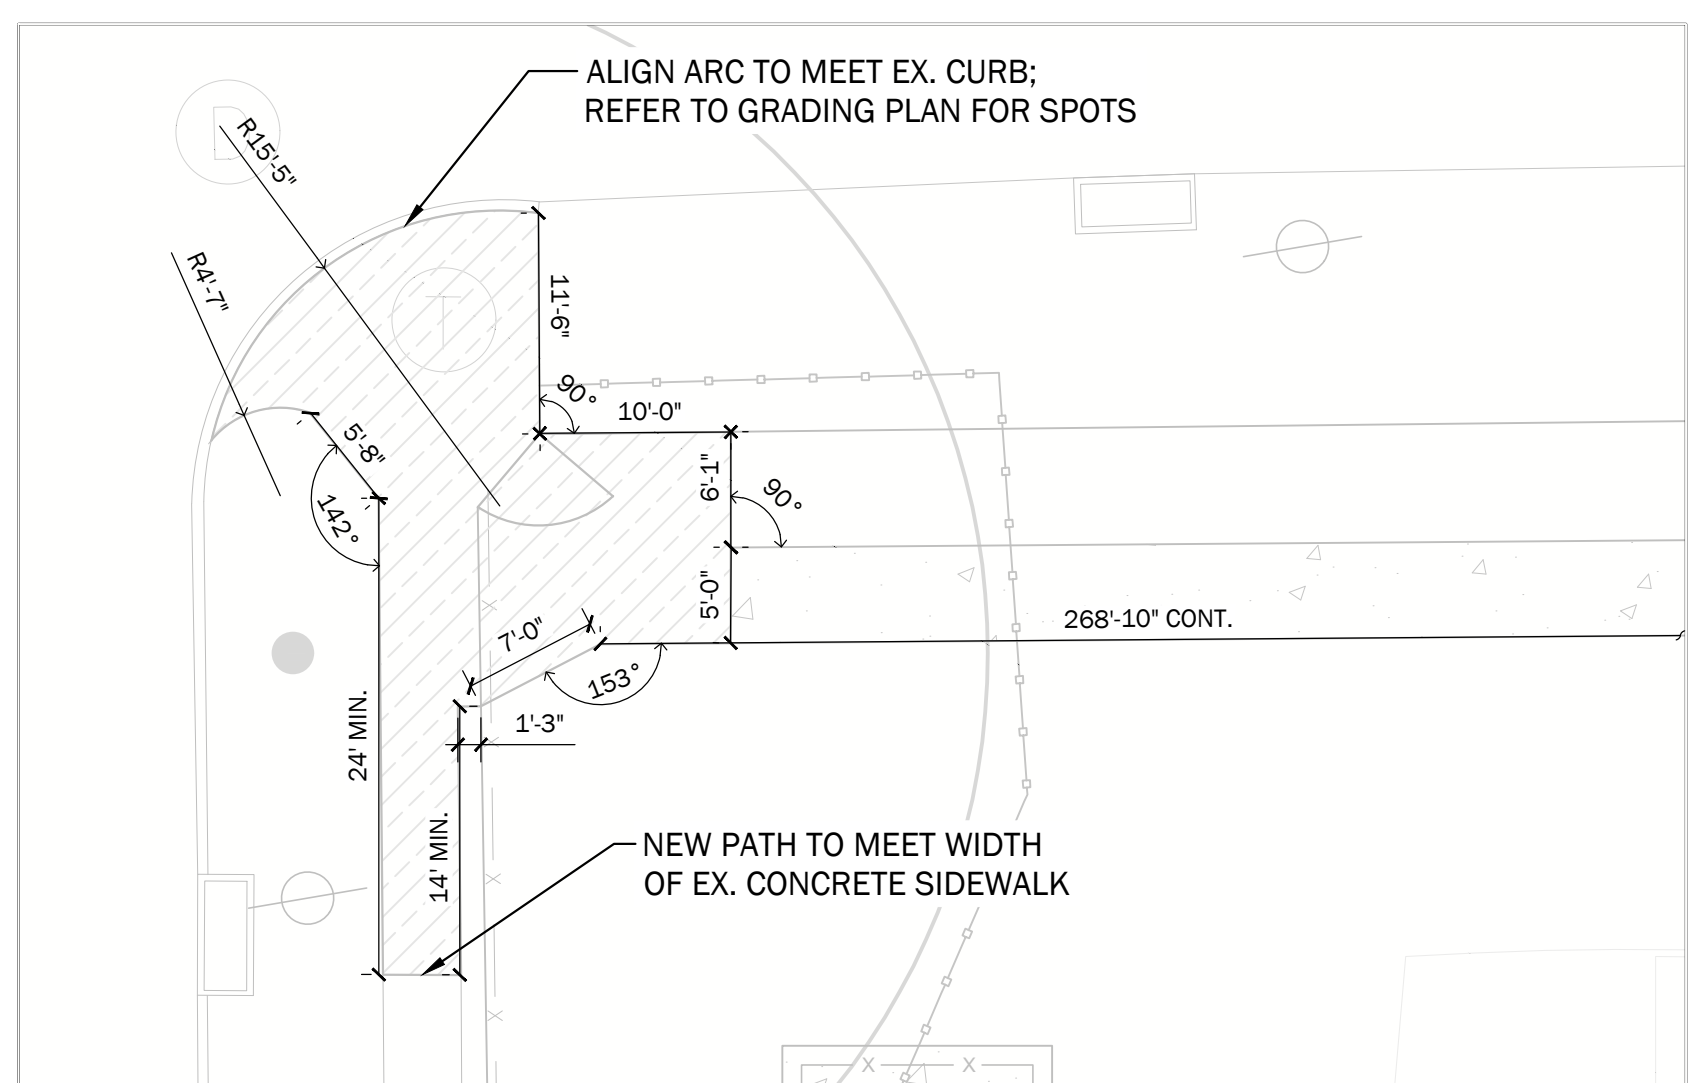 ALIGN ARC TO MEET EX. CURB;
REFER TO GRADING PLAN FOR SPOTS
D
R15'-5"
R4'-7"
T
11'-6"
90°
10'-0"
5'-8"
142°
6'-1"
90°
5'-0"
268'-10" CONT.
7'-0"
153°
1'-3"
24' MIN.
14' MIN.
NEW PATH TO MEET WIDTH
OF EX. CONCRETE SIDEWALK
X
X
X
X
X
X